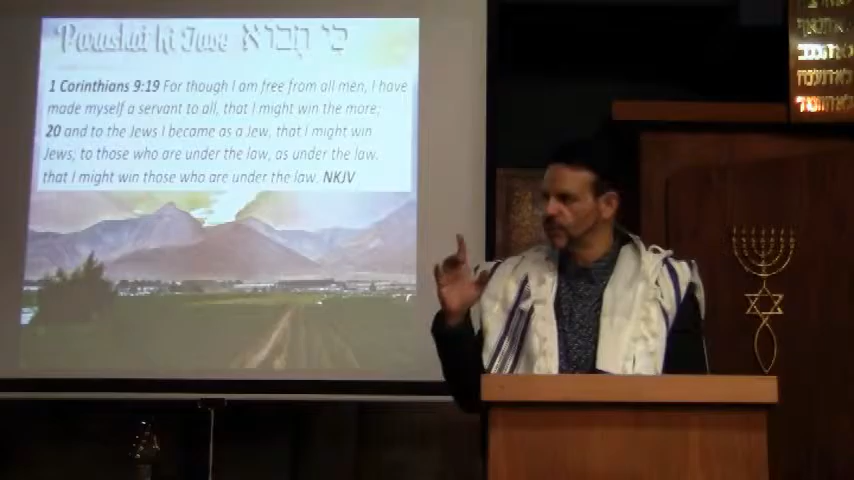 Parashat Ki Tavo כי תבוא
1 Corinthians 9:19 For though I am free from all men, I have
made myself a servant to all, that I might win the more;
20 and to the Jews I became as a Jew, that I might win
Jews; to those who are under the law, as under the law,
that I might win those who are under the law. NKJV